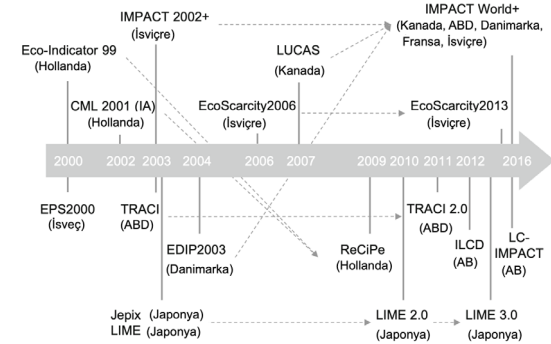 IMPACT 2002+
(İsviçre)
IMPACT World+
(Kanada, ABD, Danimarka,
Fransa, İsviçre)
Eco-Indicator 99
(Hollanda)
LUCAS
(Kanada)
CML 2001 (IA)
(Hollanda)
EcoScarcity2006
(İsviçre)
EcoScarcity2013
(İsviçre)
2000 2002 2003 2004 2006 2007 2009 2010 2011 2012 2016
EPS2000
(İsveç)
TRACI
(ABD)
EDIP2003
(Danimarka)
ReCiPe
(Hollanda)
TRACI 2.0
(ABD)
ILCD
(AB)
LC-
IMPACT
(AB)
Jepix (Japonya)
LIME (Japonya)
LIME 2.0
(Japonya)
LIME 3.0
(Japonya)